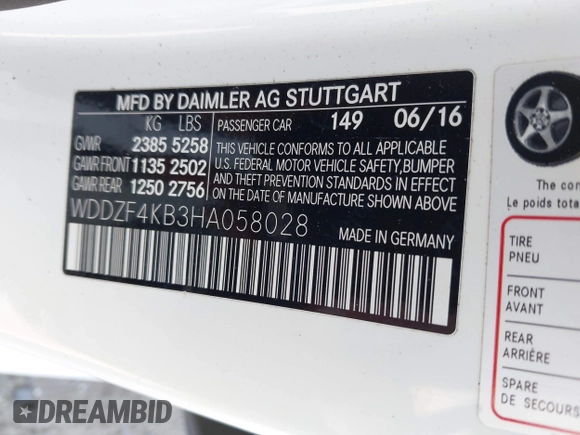 MFD BY DAIMLER AG STUTTGART
KG LBS
GVWR 2385 5258
GAWR FRONT 1135 2502
GAWR REAR 1250 2756
PASSENGER CAR 149 06/16
THIS VEHICLE CONFORMS TO ALL APPLICABLE
U.S. FEDERAL MOTOR VEHICLE SAFETY, BUMPER
AND THEFT PREVENTION STANDARDS IN EFFECT
ON THE DATE OF MANUFACTURE SHOWN ABOVE.
WDDZF4KB3HA058028
MADE IN GERMANY
The
Le poids
TIRE
PNEU
FRONT
AVANT
REAR
ARRIÈRE
SPARE
DE SECOURS
DREAMBID